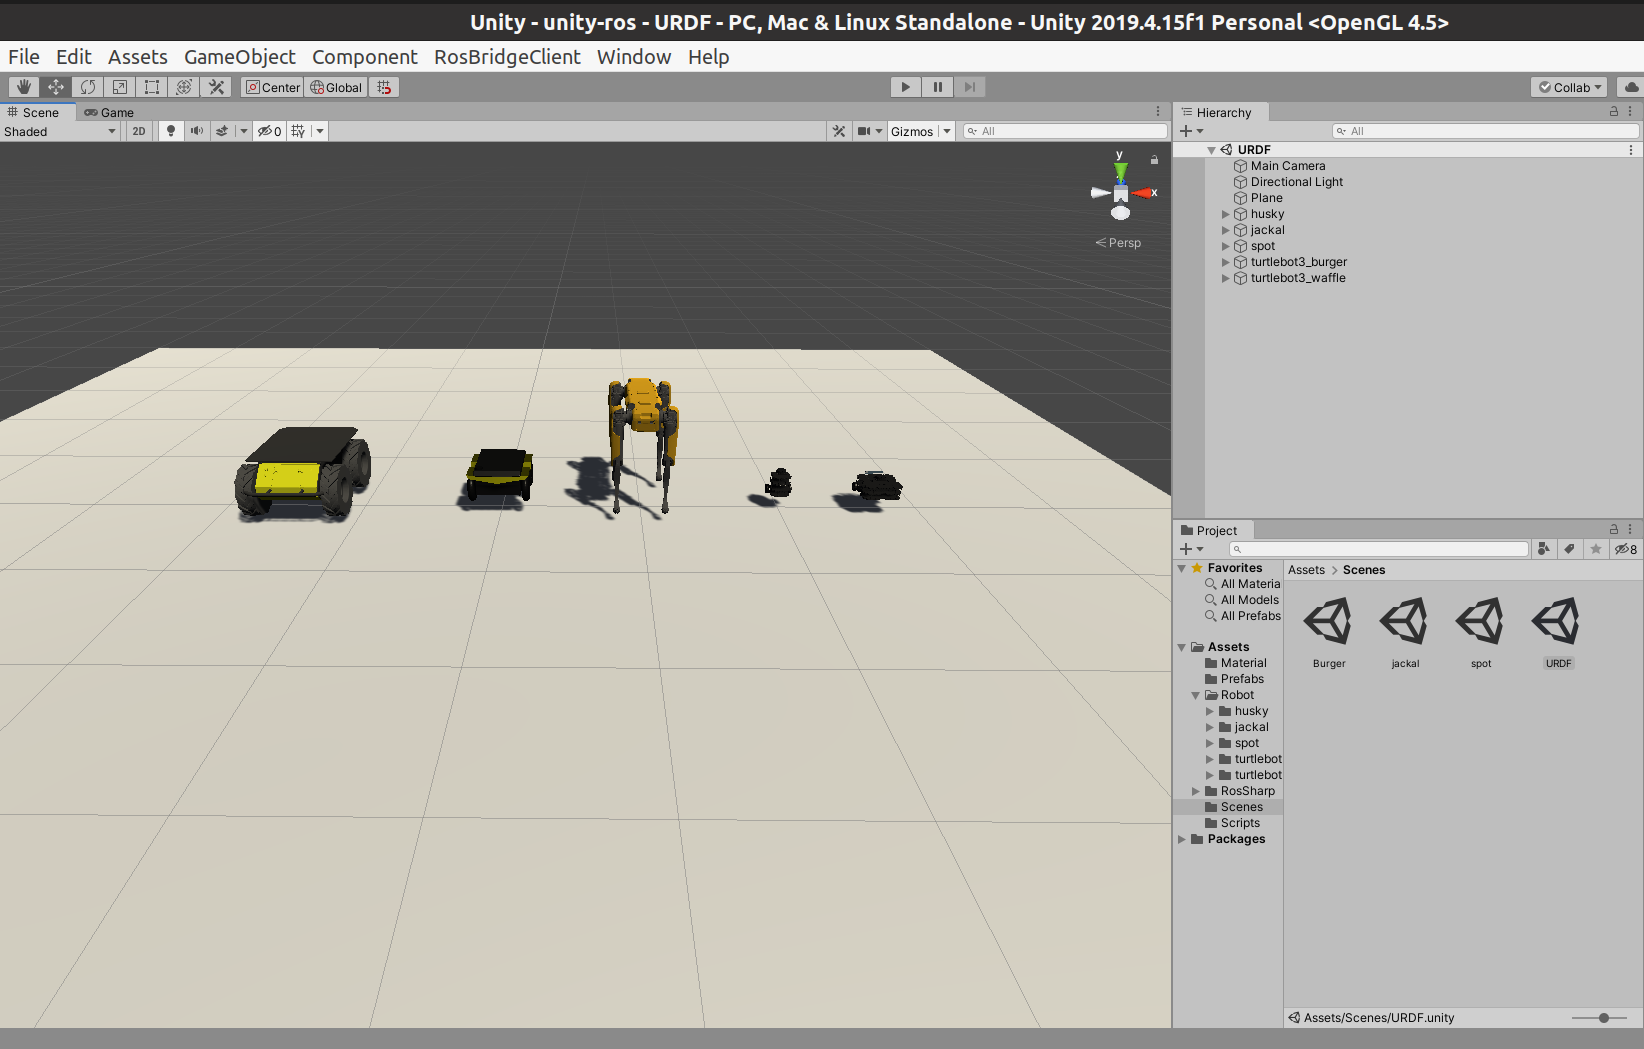 Unity - unity-ros - URDF - PC, Mac & Linux Standalone - Unity 2019.4.15f1 Personal <OpenGL 4.5>
File Edit Assets GameObject Component RosBridgeClient Window Help
Center Global Collab
Scene Game
Shaded 2D 0 Gizmos All
y
x
Persp
Hierarchy
All
URDF
Main Camera
Directional Light
Plane
husky
jackal
spot
turtlebot3_burger
turtlebot3_waffle
Project
8
Favorites
All Materia
All Models
All Prefabs
Assets
Material
Prefabs
Robot
husky
jackal
spot
turtlebot
turtlebot
RosSharp
Scenes
Scripts
Packages
Assets > Scenes
Burger jackal spot URDF
Assets/Scenes/URDF.unity